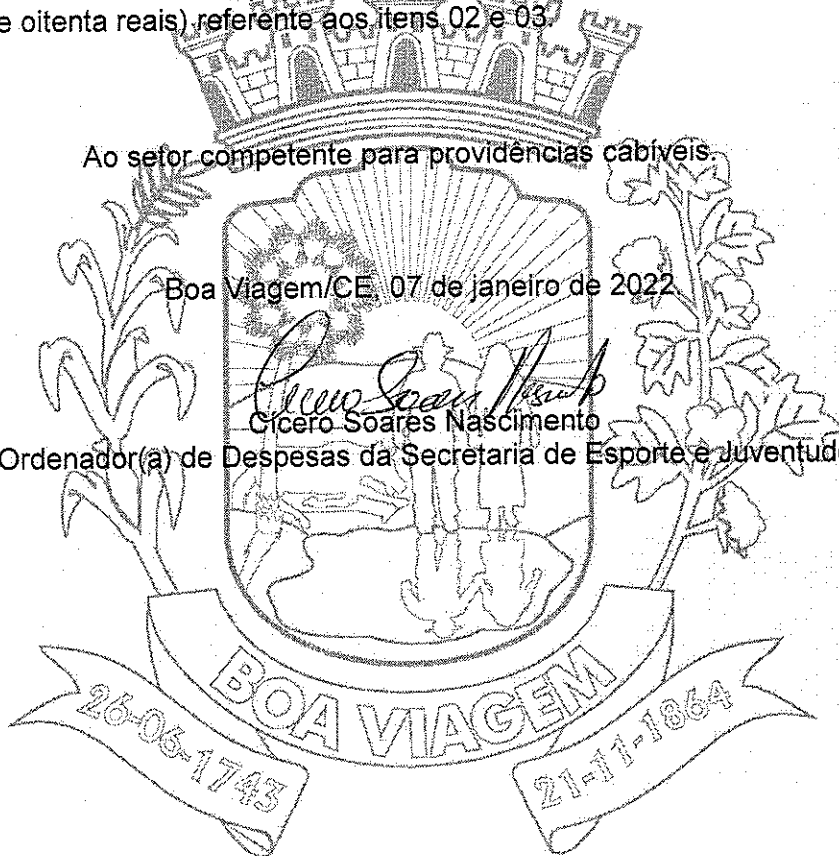 e oitenta reais) referente aos itens 02 e 03.
Ao setor competente para providências cabíveis.
Boa Viagem/CE, 07 de janeiro de 2022
Cícero Soares Nascimento
Ordenador(a) de Despesas da Secretaria de Esporte e Juventud
BOA VIAGEM
26-06-1743
21-11-1864